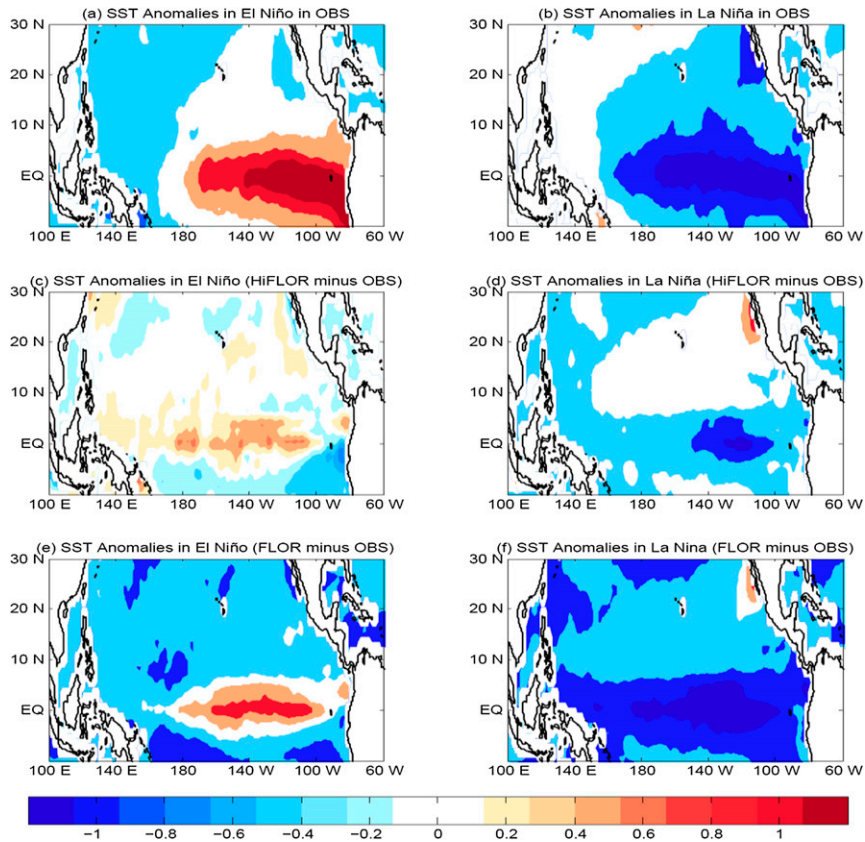 (a) SST Anomalies in El Niño in OBS
(b) SST Anomalies in La Niña in OBS
30 N
20 N
10 N
EQ
100 E 140 E 180 140 W 100 W 60 W
30 N
20 N
10 N
EQ
100 E 140 E 180 140 W 100 W 60 W
(c) SST Anomalies in El Niño (HiFLOR minus OBS)
(d) SST Anomalies in La Niña (HiFLOR minus OBS)
30 N
20 N
10 N
EQ
100 E 140 E 180 140 W 100 W 60 W
30 N
20 N
10 N
EQ
100 E 140 E 180 140 W 100 W 60 W
(e) SST Anomalies in El Niño (FLOR minus OBS)
(f) SST Anomalies in La Nina (FLOR minus OBS)
30 N
20 N
10 N
EQ
100 E 140 E 180 140 W 100 W 60 W
30 N
20 N
10 N
EQ
100 E 140 E 180 140 W 100 W 60 W
−1 −0.8 −0.6 −0.4 −0.2 0 0.2 0.4 0.6 0.8 1